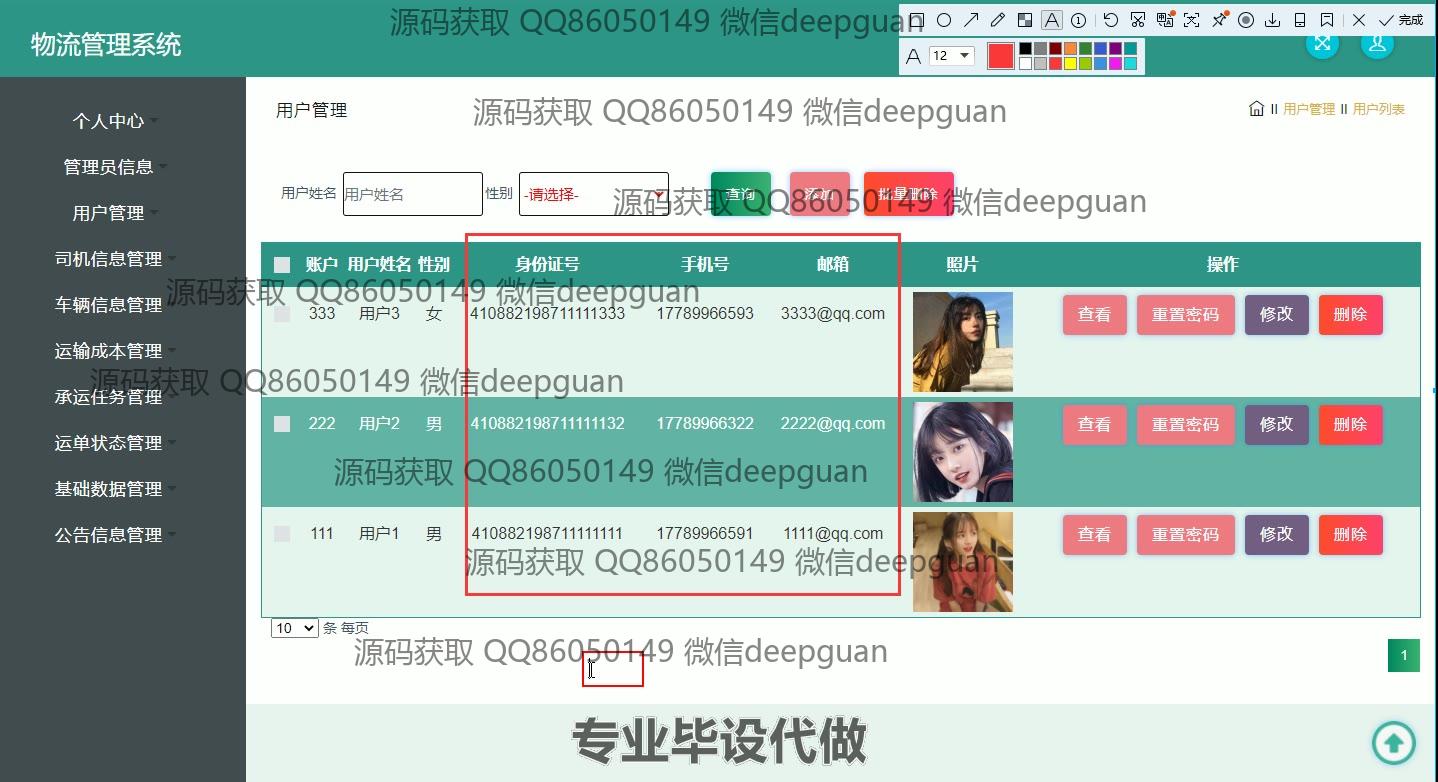 源码获取 QQ86050149 微信deepguan
完成
物流管理系统
A 12
个人中心
管理员信息
用户管理
司机信息管理
车辆信息管理
运输成本管理
承运任务管理
运单状态管理
基础数据管理
公告信息管理
用户管理
源码获取 QQ86050149 微信deepguan
用户管理 用户列表
用户姓名 用户姓名 性别 -请选择- 查询 添加 批量删除
源码获取 QQ86050149 微信deepguan
账户 用户姓名 性别 身份证号 手机号 邮箱 照片 操作
源码获取 QQ86050149 微信deepguan
333 用户3 女 410882198711111333 17789966593 3333@qq.com 查看 重置密码 修改 删除
源码获取 QQ86050149 微信deepguan
222 用户2 男 410882198711111132 17789966322 2222@qq.com 查看 重置密码 修改 删除
源码获取 QQ86050149 微信deepguan
111 用户1 男 410882198711111111 17789966591 1111@qq.com 查看 重置密码 修改 删除
源码获取 QQ86050149 微信deepguan
10 条 每页
源码获取 QQ86050149 微信deepguan
1
专业毕设代做